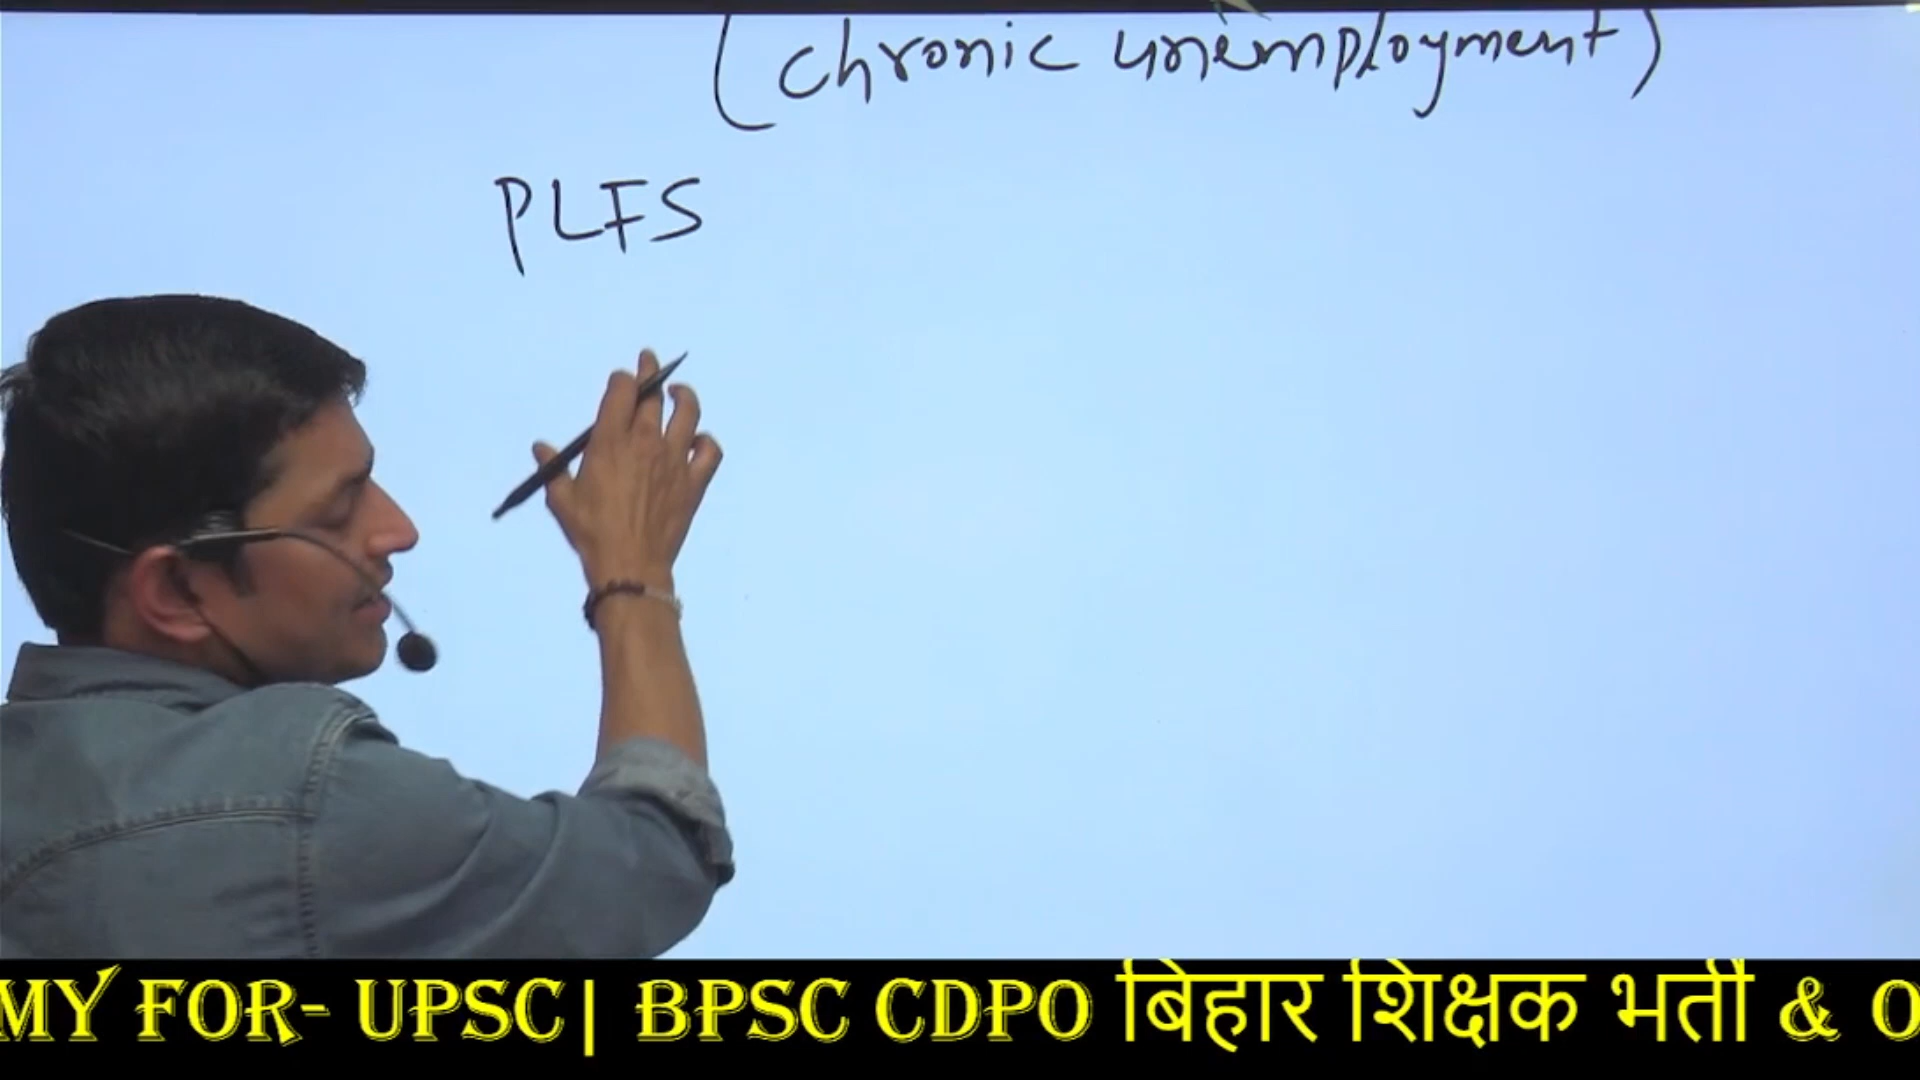 (chronic unemployment)
PLFS
MY FOR- UPSC| BPSC CDPO बिहार शिक्षक भर्ती & O